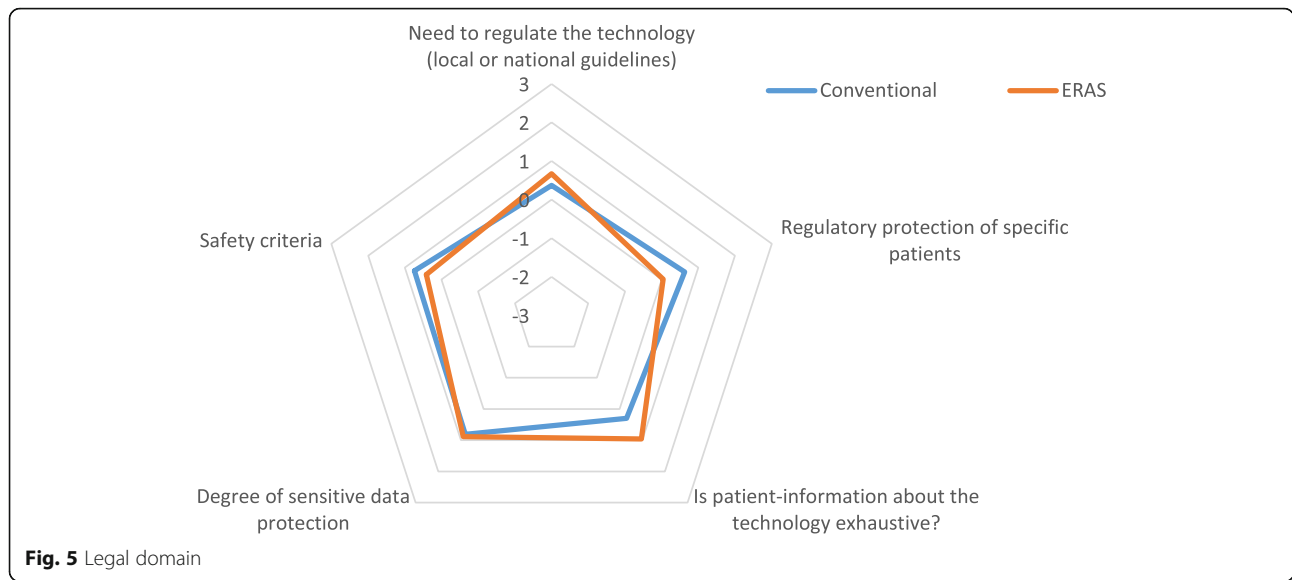 Need to regulate the technology
(local or national guidelines)
3
2
1
0
-1
-2
-3
Conventional
ERAS
Regulatory protection of specific
patients
Safety criteria
Degree of sensitive data
protection
Is patient-information about the
technology exhaustive?
Fig. 5 Legal domain